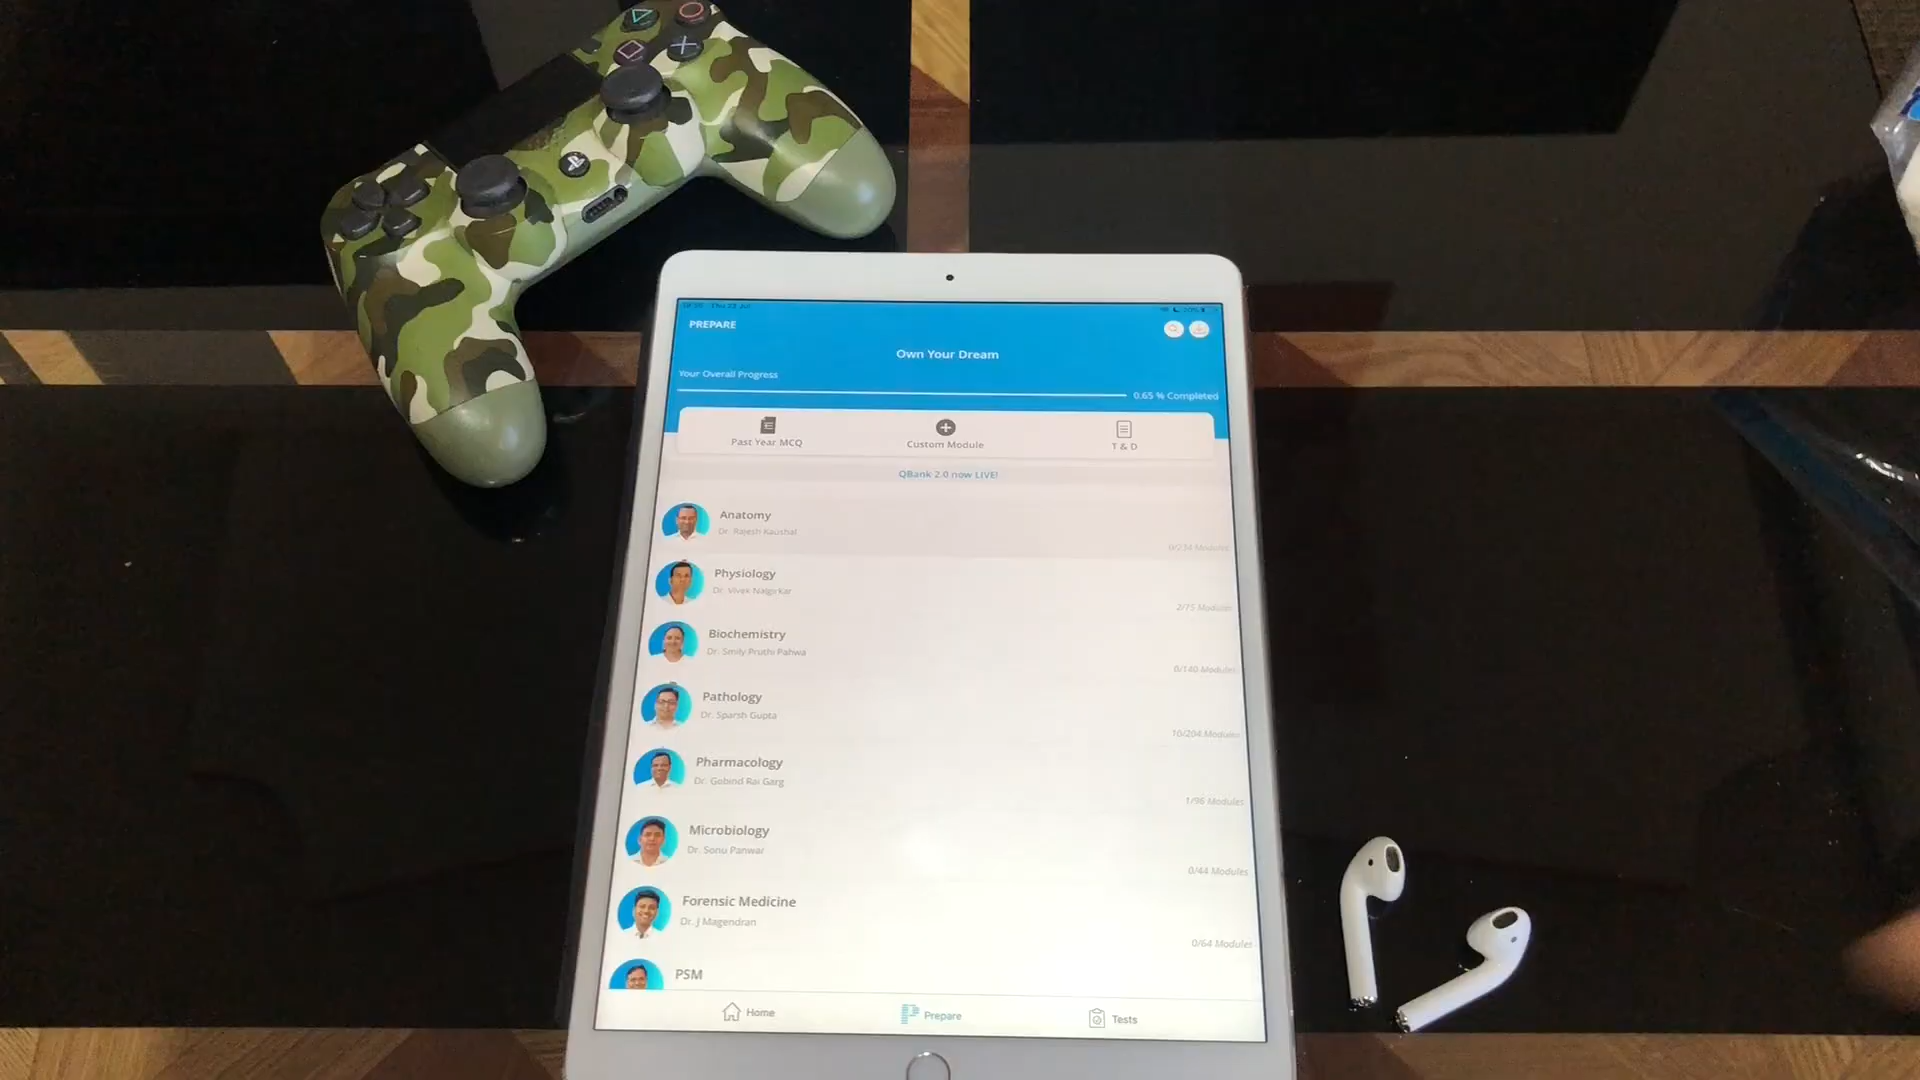 PREPARE
Own Your Dream
Your Overall Progress
0.65 % Completed
Past Year MCQ
Custom Module
T & D
QBank 2.0 now LIVE!
Anatomy
Dr. Rajesh Kaushal
0/234 Modules
Physiology
Dr. Vivek Nalgirkar
2/75 Modules
Biochemistry
Dr. Smily Pruthi Pahwa
0/140 Modules
Pathology
Dr. Sparsh Gupta
10/204 Modules
Pharmacology
Dr. Gobind Rai Garg
1/96 Modules
Microbiology
Dr. Sonu Panwar
0/44 Modules
Forensic Medicine
Dr. J Magendran
0/64 Modules
PSM
Home
Prepare
Tests